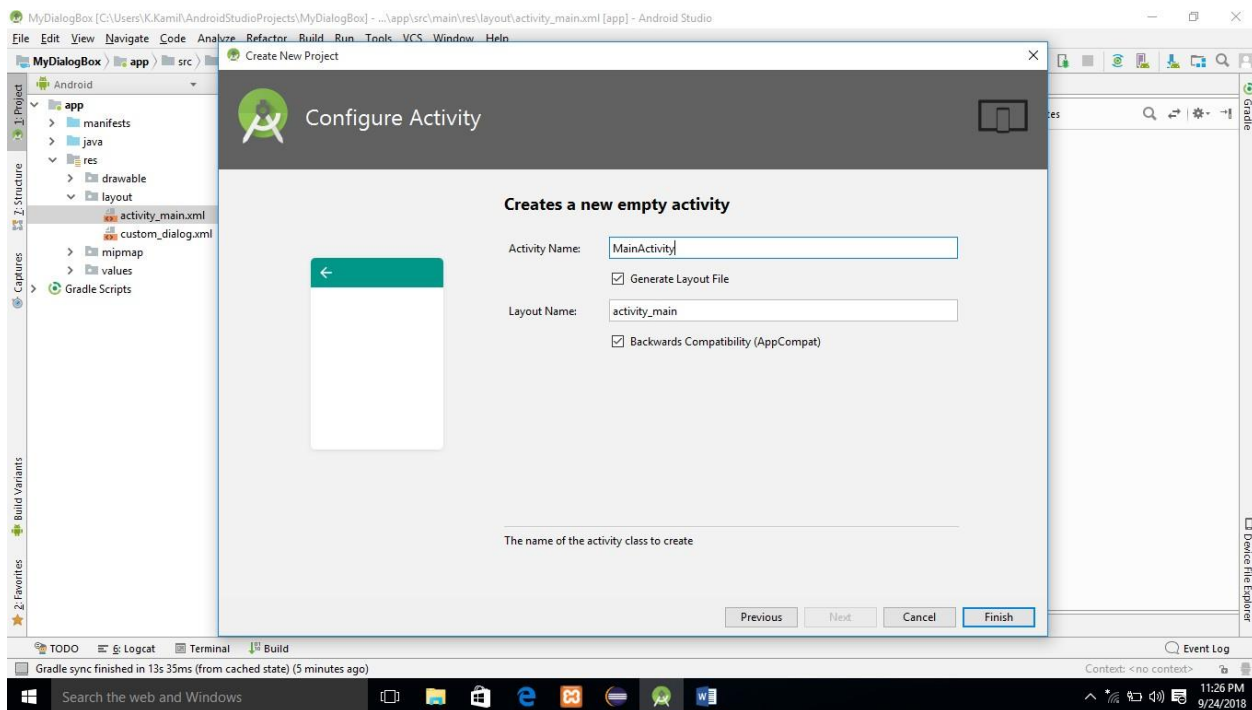 MyDialogBox [C:\Users\K.Kamil\AndroidStudioProjects\MyDialogBox] - ...\app\src\main\res\layout\activity_main.xml [app] - Android Studio
File Edit View Navigate Code Analyze Refactor Build Run Tools VCS Window Help
MyDialogBox app src
Create New Project
Android
1: Project
Z: Structure
Captures
Build Variants
2: Favorites
app
manifests
java
res
drawable
layout
activity_main.xml
custom_dialog.xml
mipmap
values
Gradle Scripts
Configure Activity
Creates a new empty activity
Activity Name: MainActivity
Generate Layout File
Layout Name: activity_main
Backwards Compatibility (AppCompat)
The name of the activity class to create
Previous Next Cancel Finish
Gradle
Device File Explorer
TODO 6: Logcat Terminal Build Event Log
Gradle sync finished in 13s 35ms (from cached state) (5 minutes ago) Context: <no context>
Search the web and Windows
11:26 PM
9/24/2018